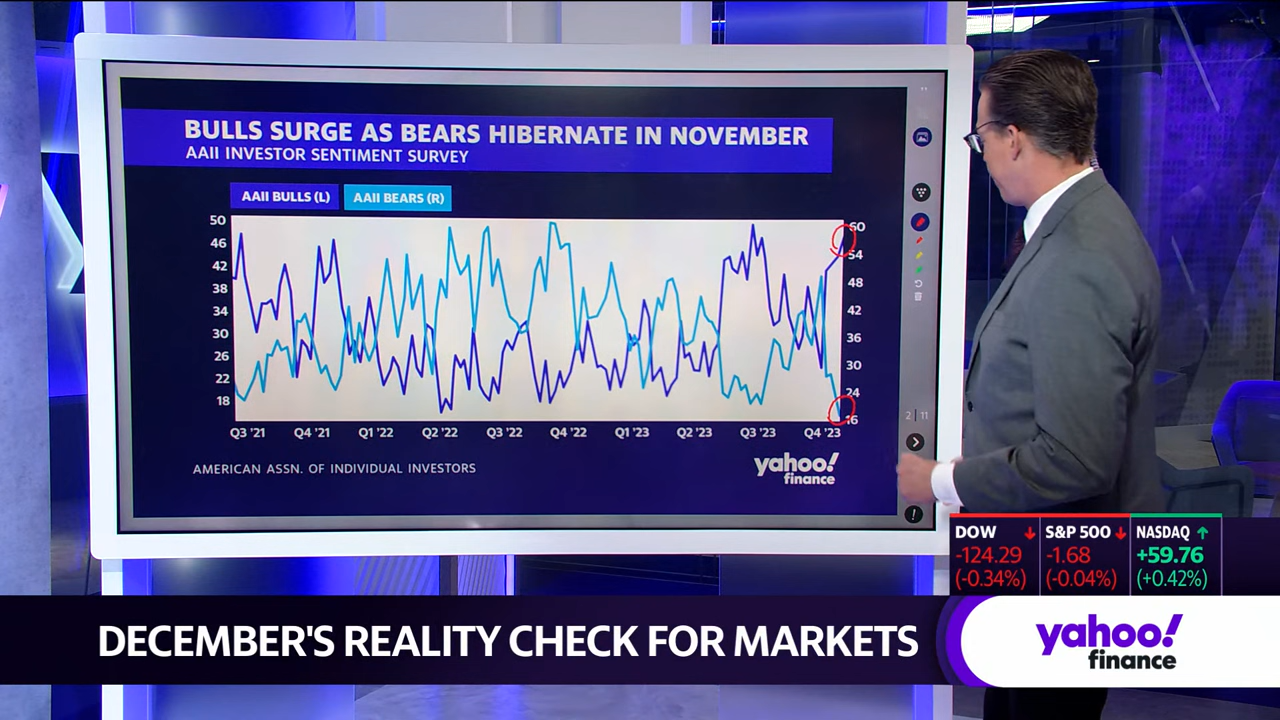 BULLS SURGE AS BEARS HIBERNATE IN NOVEMBER
AAII INVESTOR SENTIMENT SURVEY
AAII BULLS (L) AAII BEARS (R)
50
46
42
38
34
30
26
22
18
60
54
48
42
36
30
24
16
Q3 '21 Q4 '21 Q1 '22 Q2 '22 Q3 '22 Q4 '22 Q1 '23 Q2 '23 Q3 '23 Q4 '23
AMERICAN ASSN. OF INDIVIDUAL INVESTORS
yahoo!
finance
2 | 11
DOW S&P 500 NASDAQ
-124.29 -1.68 +59.76
(-0.34%) (-0.04%) (+0.42%)
DECEMBER'S REALITY CHECK FOR MARKETS
yahoo!
finance